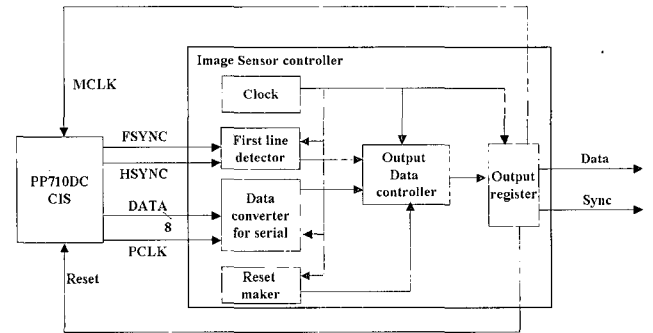 Image Sensor controller
MCLK
Clock
FSYNC
First line
detector
HSYNC
PP710DC
CIS
Output
Data
controller
Output
register
Data
Sync
DATA
8
Data
converter
for serial
PCLK
Reset
Reset
maker